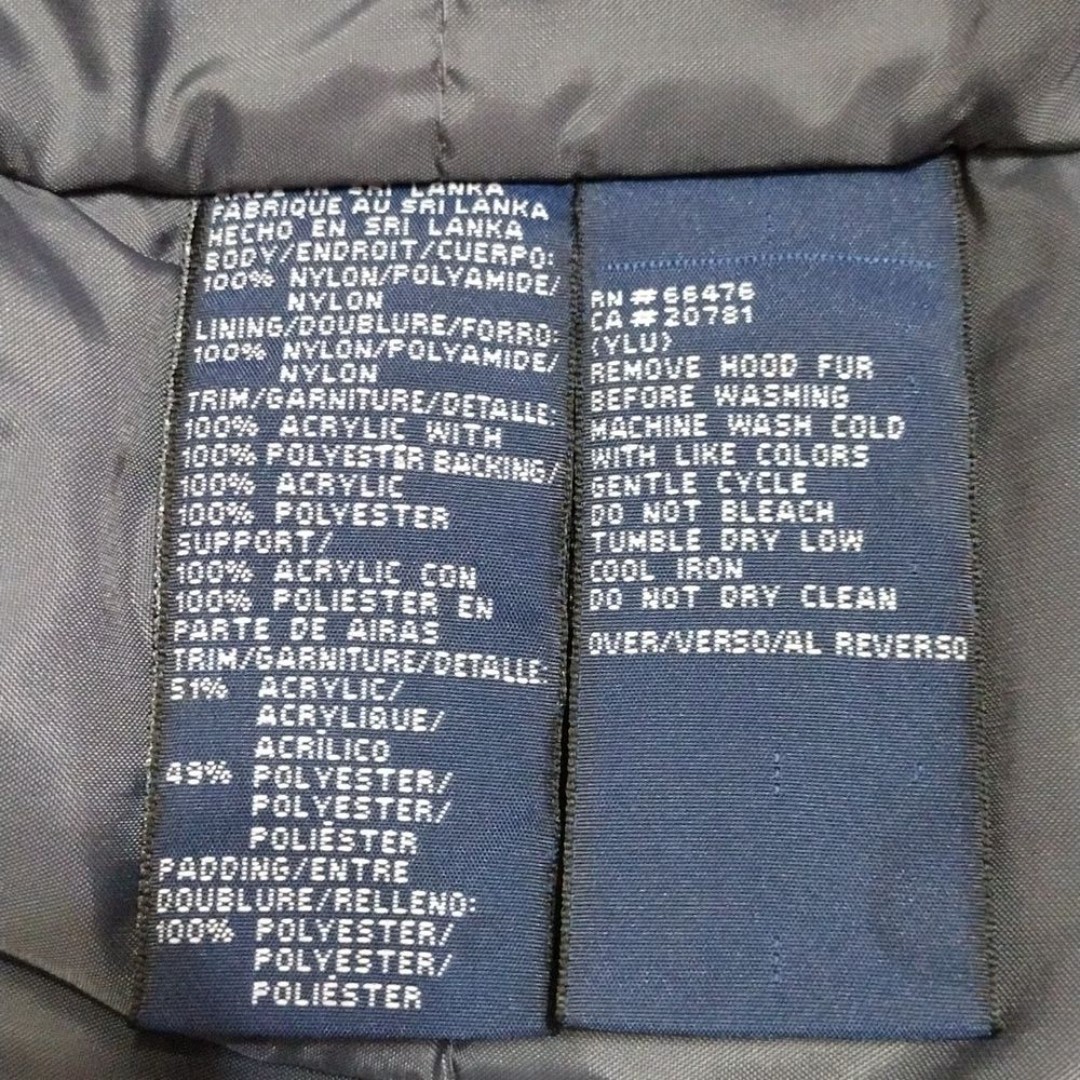 MADE IN SRI LANKA
FABRIQUE AU SRI LANKA
HECHO EN SRI LANKA
BODY/ENDROIT/CUERPO:
100% NYLON/POLYAMIDE/
NYLON
LINING/DOUBLURE/FORRO:
100% NYLON/POLYAMIDE/
NYLON
TRIM/GARNITURE/DETALLE:
100% ACRYLIC WITH
100% POLYESTER BACKING/
100% ACRYLIC
100% POLYESTER
SUPPORT/
100% ACRYLIC CON
100% POLIESTER EN
PARTE DE AIRAS
TRIM/GARNITURE/DETALLE:
51% ACRYLIC/
ACRYLIQUE/
ACRÍLICO
49% POLYESTER/
POLYESTER/
POLIÉSTER
PADDING/ENTRE
DOUBLURE/RELLENO:
100% POLYESTER/
POLYESTER/
POLIÉSTER
RN #66476
CA #20781
(YLU)
REMOVE HOOD FUR
BEFORE WASHING
MACHINE WASH COLD
WITH LIKE COLORS
GENTLE CYCLE
DO NOT BLEACH
TUMBLE DRY LOW
COOL IRON
DO NOT DRY CLEAN
OVER/VERSO/AL REVERSO